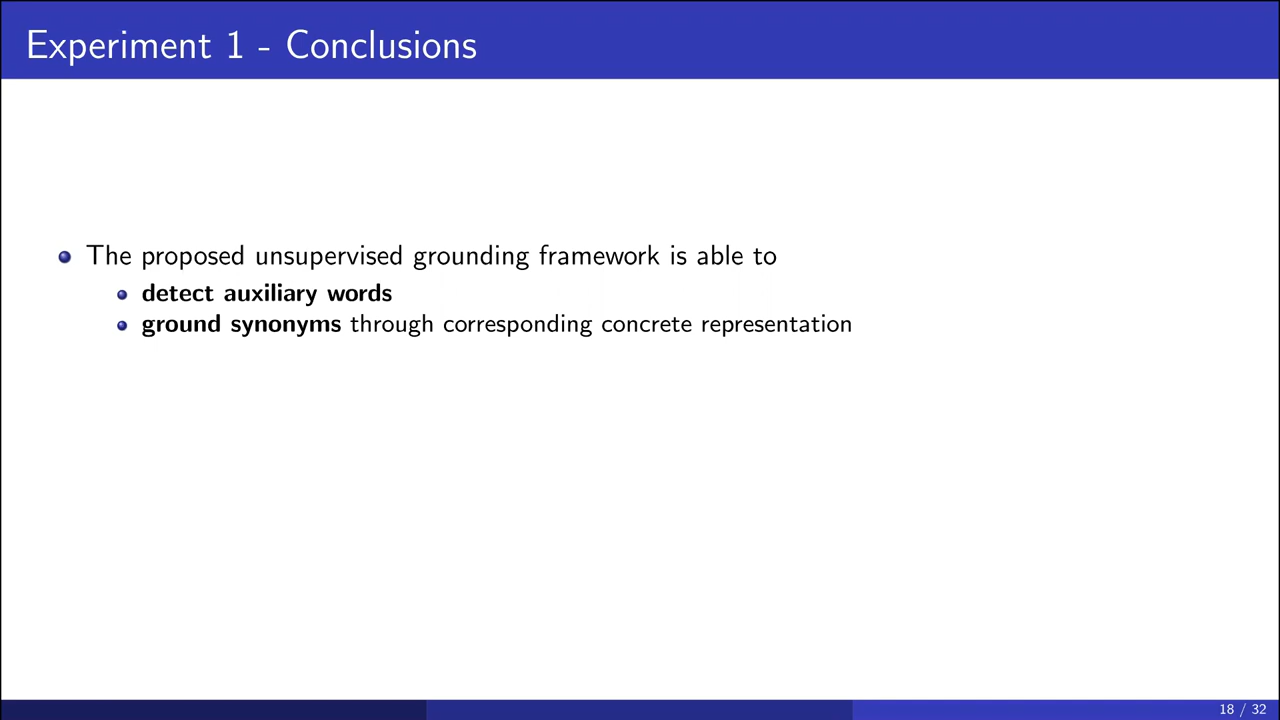 Experiment 1 - Conclusions
The proposed unsupervised grounding framework is able to
detect auxiliary words
ground synonyms through corresponding concrete representation
18 / 32